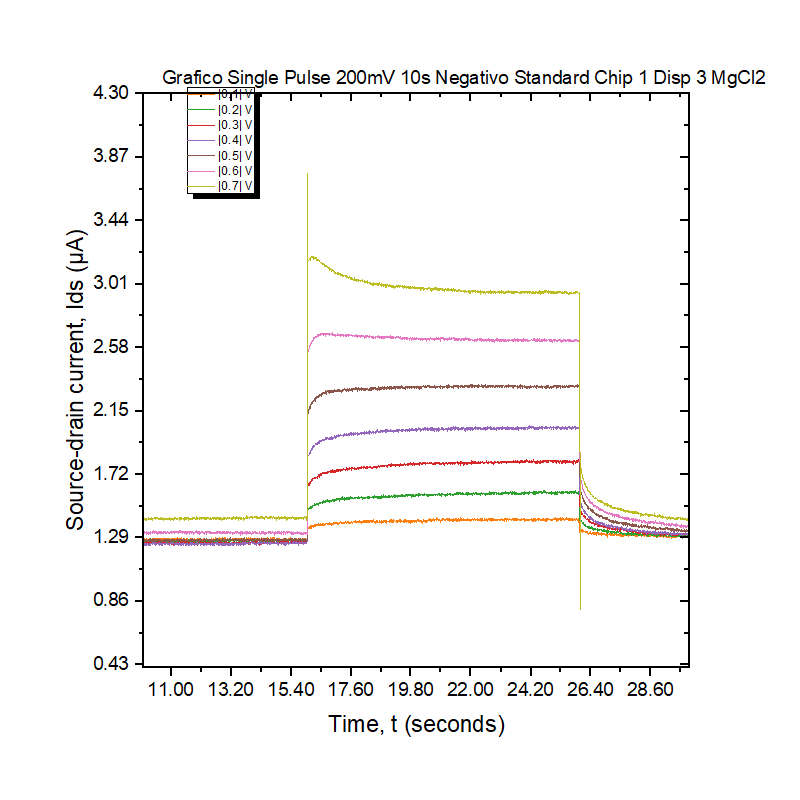 Grafico Single Pulse 200mV 10s Negativo Standard Chip 1 Disp 3 MgCl2
4.30
|0.1| V
|0.2| V
|0.3| V
|0.4| V
|0.5| V
|0.6| V
|0.7| V
3.87
3.44
3.01
2.58
2.15
1.72
1.29
0.86
0.43
Source-drain current, Ids (µA)
11.00 13.20 15.40 17.60 19.80 22.00 24.20 26.40 28.60
Time, t (seconds)